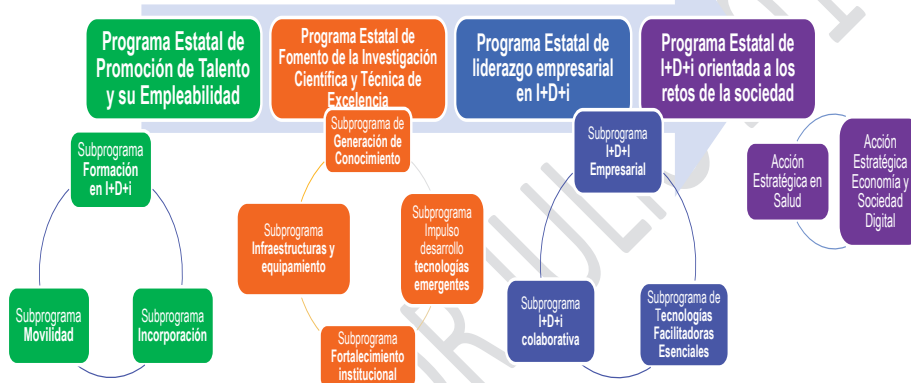 Programa Estatal de
Promoción de Talento
y su Empleabilidad
Programa Estatal de
Fomento de la Investigación
Científica y Técnica de
Excelencia
Programa Estatal de
liderazgo empresarial
en I+D+i
Programa Estatal de
I+D+i orientada a los
retos de la sociedad
Subprograma
Formación
en I+D+i
Subprograma
Movilidad
Subprograma
Incorporación
Subprograma de
Generación de
Conocimiento
Subprograma
Infraestructuras y
equipamiento
Subprograma
Impulso
desarrollo
tecnologías
emergentes
Subprograma
Fortalecimiento
institucional
Subprograma
I+D+I
Empresarial
Subprograma
I+D+i
colaborativa
Subprograma de
Tecnologías
Facilitadoras
Esenciales
Acción
Estratégica en
Salud
Acción
Estratégica
Economía y
Sociedad
Digital